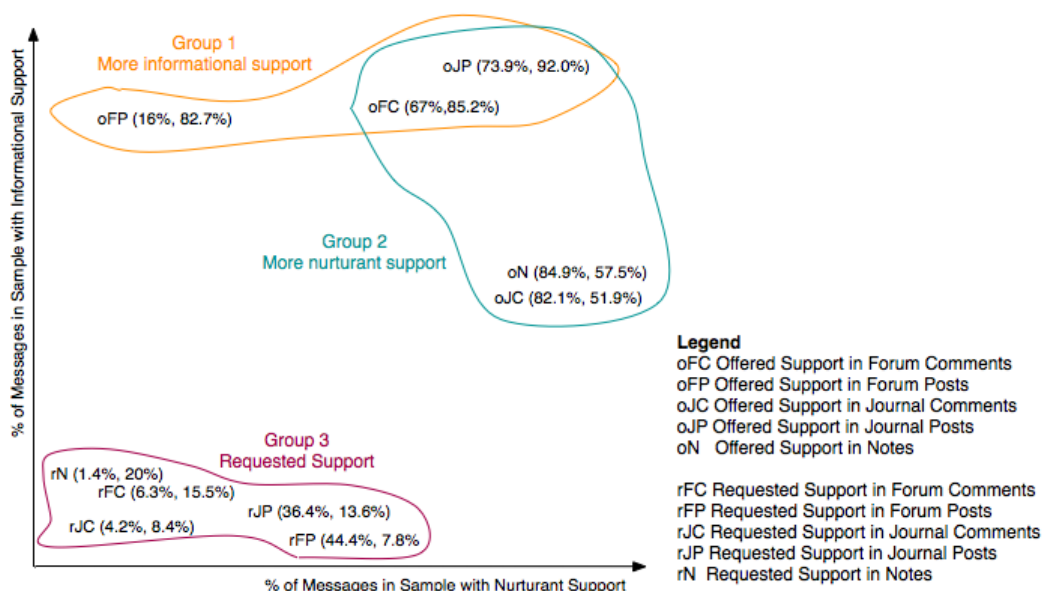 % of Messages in Sample with Informational Support
Group 1
More informational support
oJP (73.9%, 92.0%)
oFC (67%,85.2%)
oFP (16%, 82.7%)
Group 2
More nurturant support
oN (84.9%, 57.5%)
oJC (82.1%, 51.9%)
Group 3
Requested Support
rN (1.4%, 20%)
rFC (6.3%, 15.5%)
rJP (36.4%, 13.6%)
rJC (4.2%, 8.4%)
rFP (44.4%, 7.8%
% of Messages in Sample with Nurturant Support
Legend
oFC Offered Support in Forum Comments
oFP Offered Support in Forum Posts
oJC Offered Support in Journal Comments
oJP Offered Support in Journal Posts
oN Offered Support in Notes
rFC Requested Support in Forum Comments
rFP Requested Support in Forum Posts
rJC Requested Support in Journal Comments
rJP Requested Support in Journal Posts
rN Requested Support in Notes